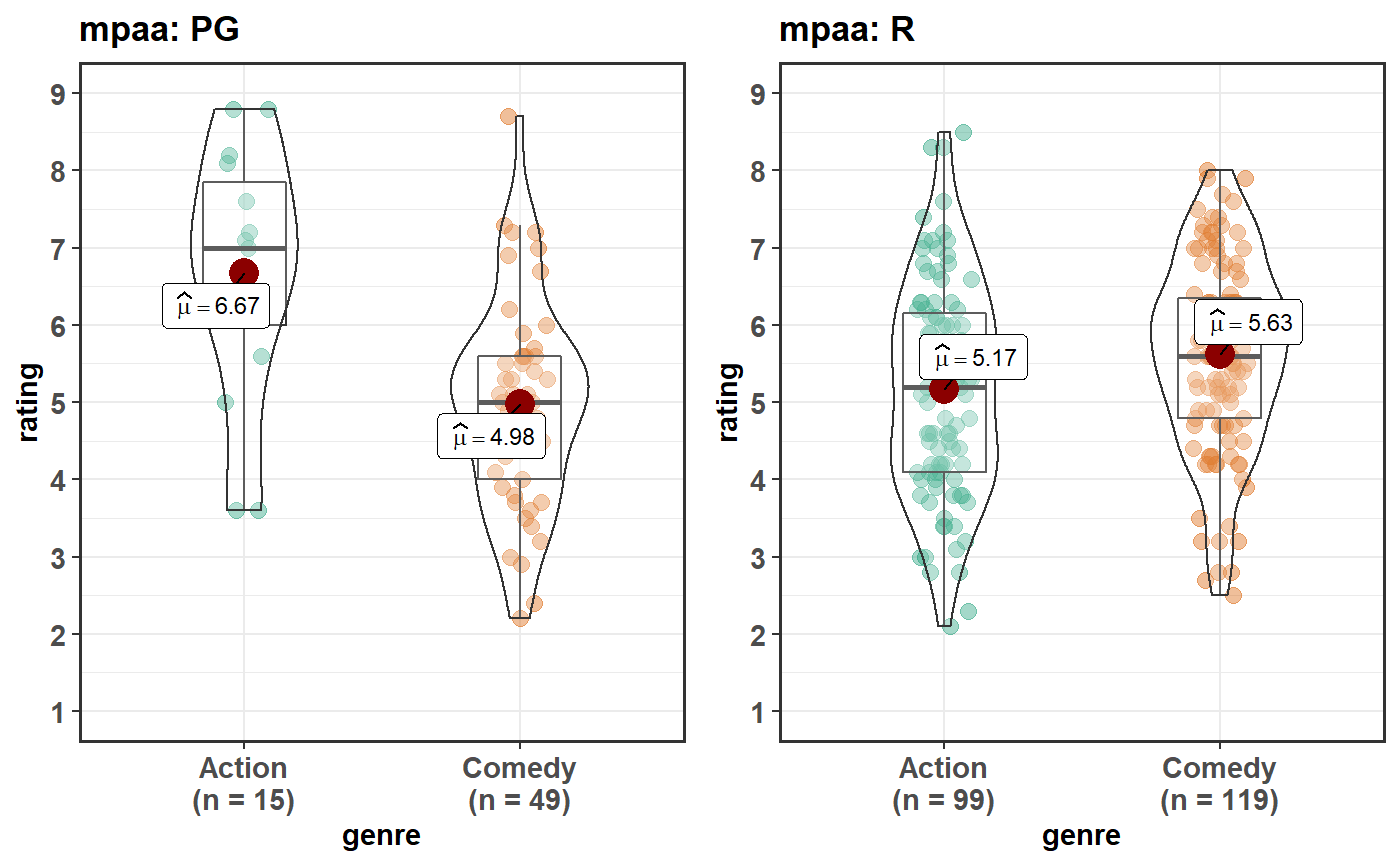 mpaa: PG
rating
9
8
7
6
5
4
3
2
1
μ̂ = 6.67
μ̂ = 4.98
Action
(n = 15)
Comedy
(n = 49)
genre
mpaa: R
rating
9
8
7
6
5
4
3
2
1
μ̂ = 5.17
μ̂ = 5.63
Action
(n = 99)
Comedy
(n = 119)
genre